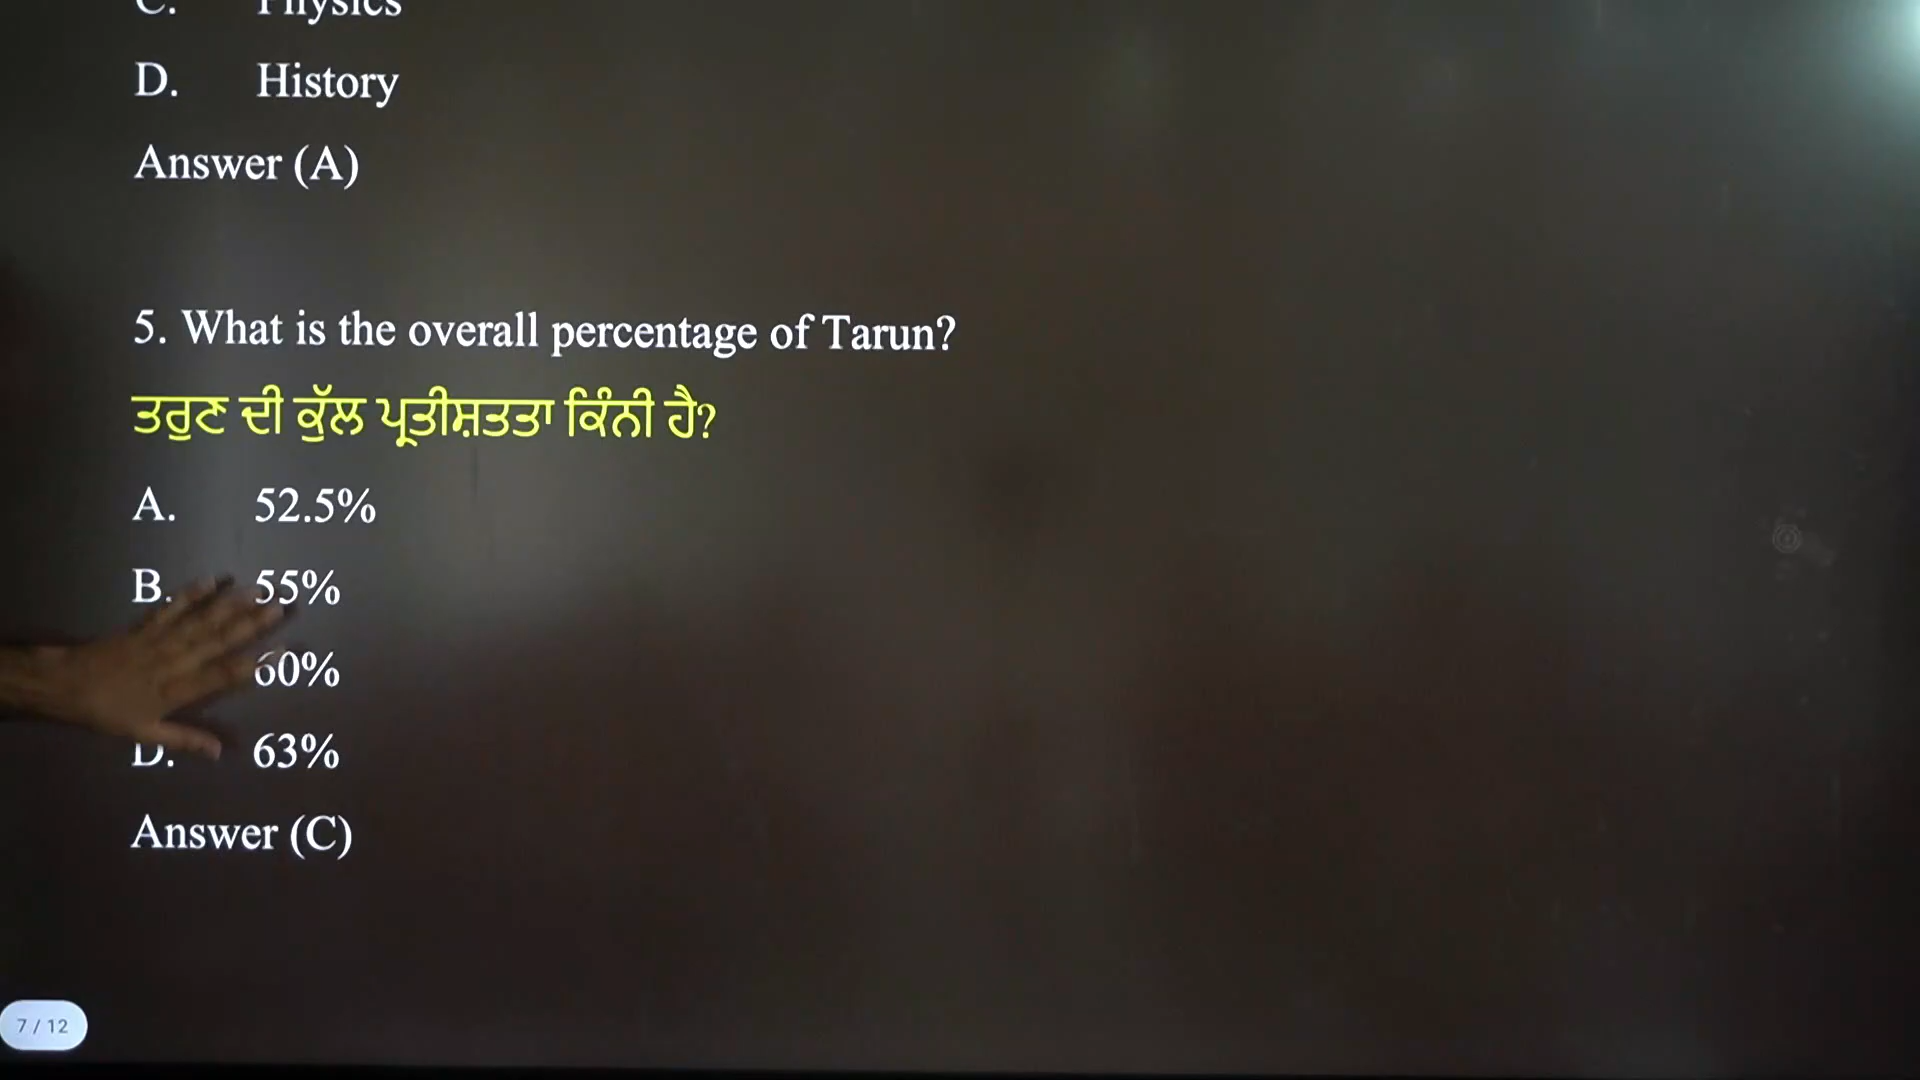 C. Physics
D. History
Answer (A)
5. What is the overall percentage of Tarun?
ਤਰੁਣ ਦੀ ਕੁੱਲ ਪ੍ਰਤੀਸ਼ਤਤਾ ਕਿੰਨੀ ਹੈ?
A. 52.5%
B. 55%
60%
D. 63%
Answer (C)
7 / 12